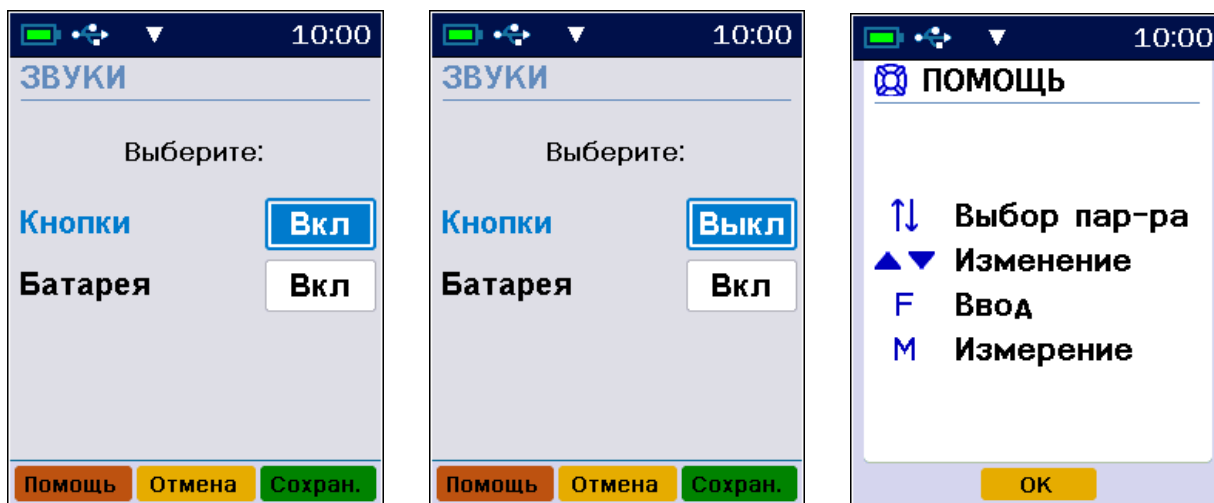 10:00
ЗВУКИ
Выберите:
Кнопки Вкл
Батарея Вкл
Помощь Отмена Сохран.
10:00
ЗВУКИ
Выберите:
Кнопки Выкл
Батарея Вкл
Помощь Отмена Сохран.
10:00
ПОМОЩЬ
↑↓ Выбор пар-ра
▲▼ Изменение
F Ввод
M Измерение
ОК